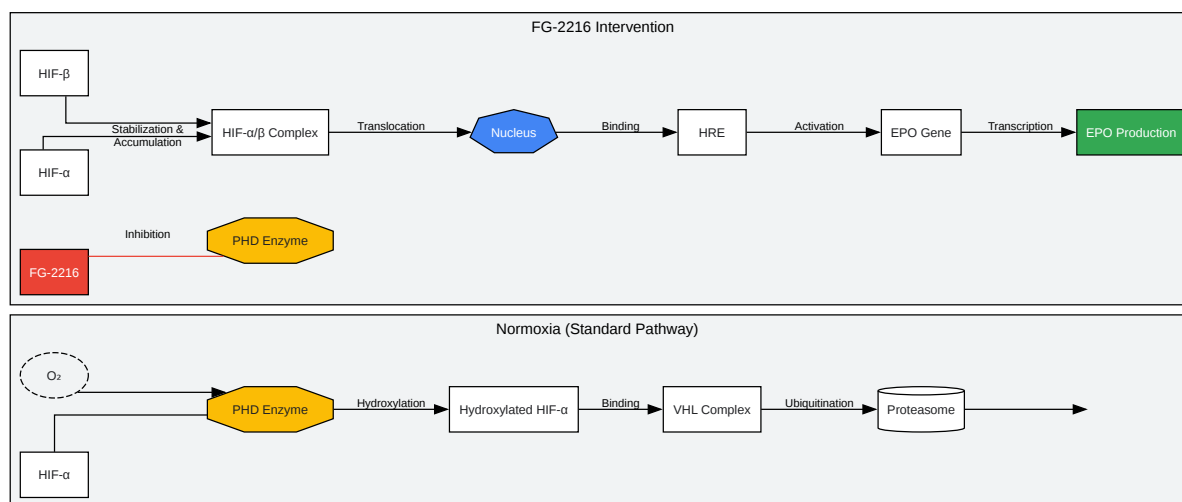 FG-2216 Intervention
HIF-β
Stabilization &
Accumulation
HIF-α/β Complex
Translocation
Nucleus
Binding
HRE
Activation
EPO Gene
Transcription
EPO Production
HIF-α
Inhibition
PHD Enzyme
FG-2216
Normoxia (Standard Pathway)
O₂
PHD Enzyme
Hydroxylation
Hydroxylated HIF-α
Binding
VHL Complex
Ubiquitination
Proteasome
HIF-α